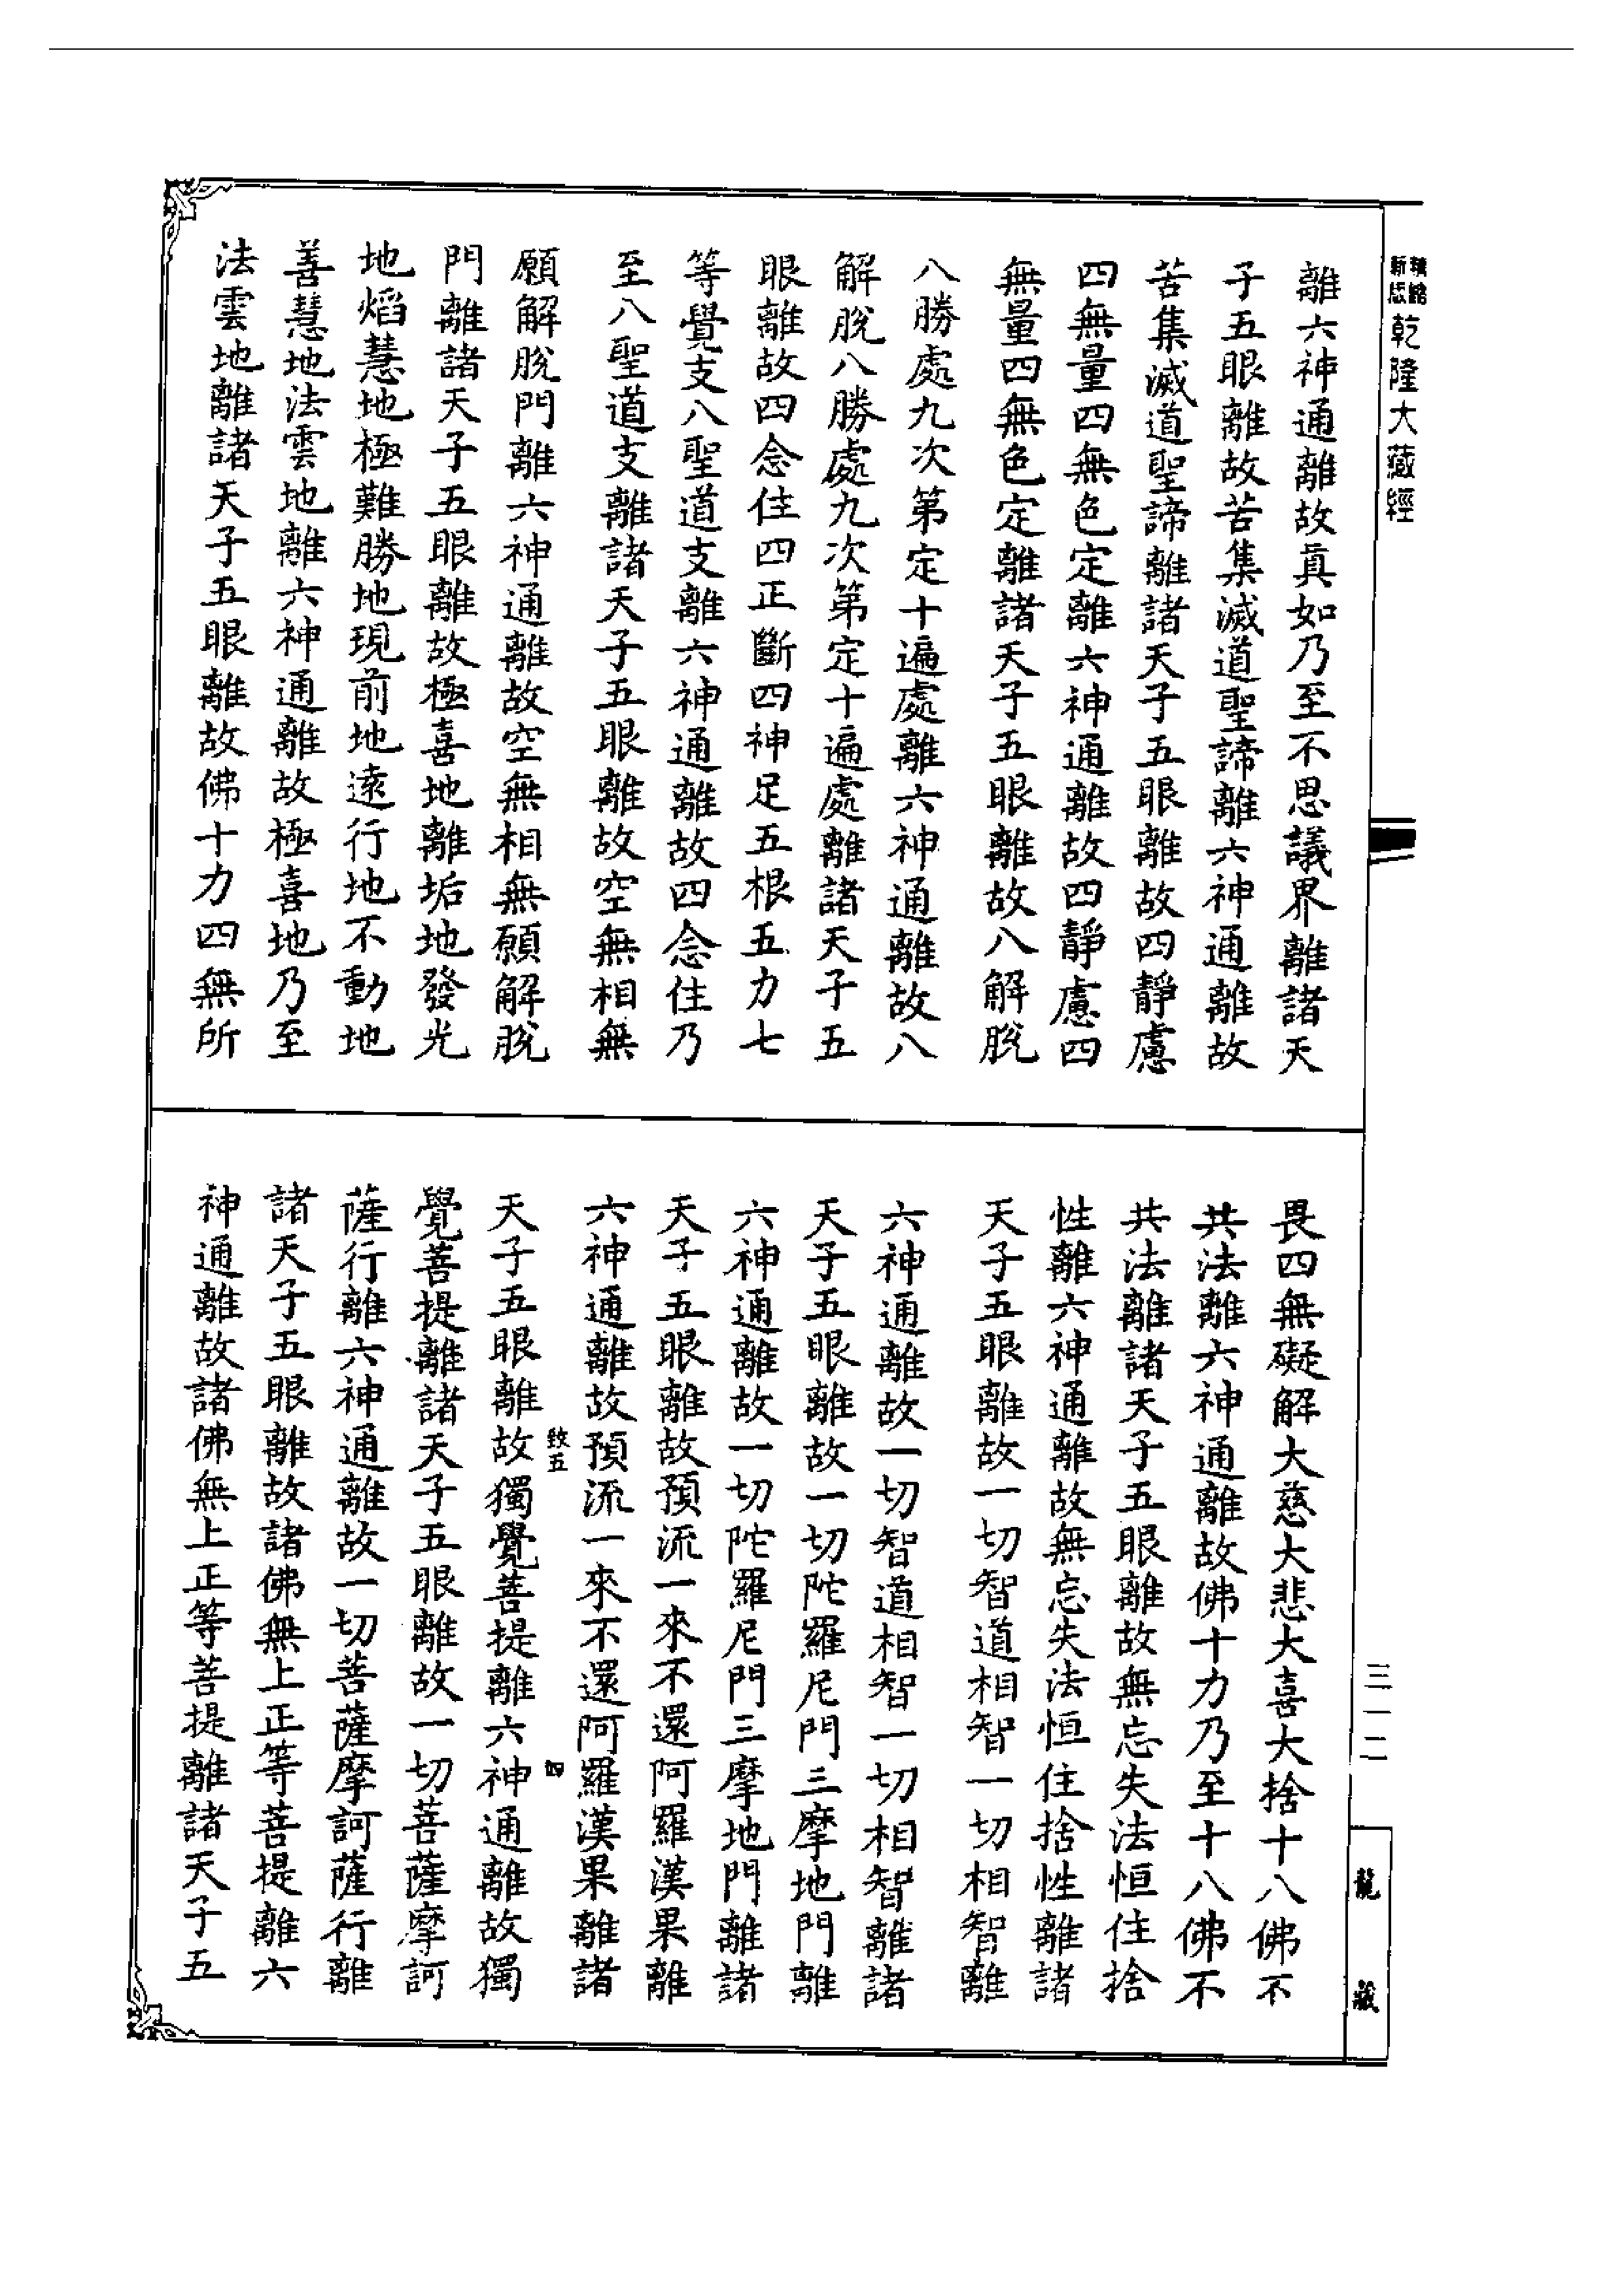 乾隆大藏經
離六神通離故真如乃至不思議界離諸天
子五眼離故苦集滅道聖諦離六神通離故
苦集滅道聖諦離諸天子五眼離故四靜慮
四無量四無色定離六神通離故四靜慮四
無量四無色定離諸天子五眼離故八解脫
八勝處九次第定十遍處離六神通離故八
解脫八勝處九次第定十遍處離諸天子五
眼離故四念住四正斷四神足五根五力七
等覺支八聖道支離六神通離故四念住乃
至八聖道支離諸天子五眼離故空無相無
願解脫門離六神通離故空無相無願解脫
門離諸天子五眼離故極喜地離垢地發光
地焰慧地極難勝地現前地遠行地不動地
善慧地法雲地離六神通離故極喜地乃至
法雲地離諸天子五眼離故佛十力四無所
畏四無礙解大慈大悲大喜大捨十八佛不
共法離六神通離故佛十力乃至十八佛不
共法離諸天子五眼離故無忘失法恒住捨
性離六神通離故無忘失法恒住捨性離諸
天子五眼離故一切智道相智一切相智離
六神通離故一切智道相智一切相智離諸
天子五眼離故一切陀羅尼門三摩地門離
六神通離故一切陀羅尼門三摩地門離諸
天子五眼離故預流一來不還阿羅漢果離
六神通離故預流一來不還阿羅漢果離諸
五 四
天子五眼離故獨覺菩提離六神通離故獨
覺菩提離諸天子五眼離故一切菩薩摩訶
薩行離六神通離故一切菩薩摩訶薩行離
諸天子五眼離故諸佛無上正等菩提離六
神通離故諸佛無上正等菩提離諸天子五
三一二
龍藏